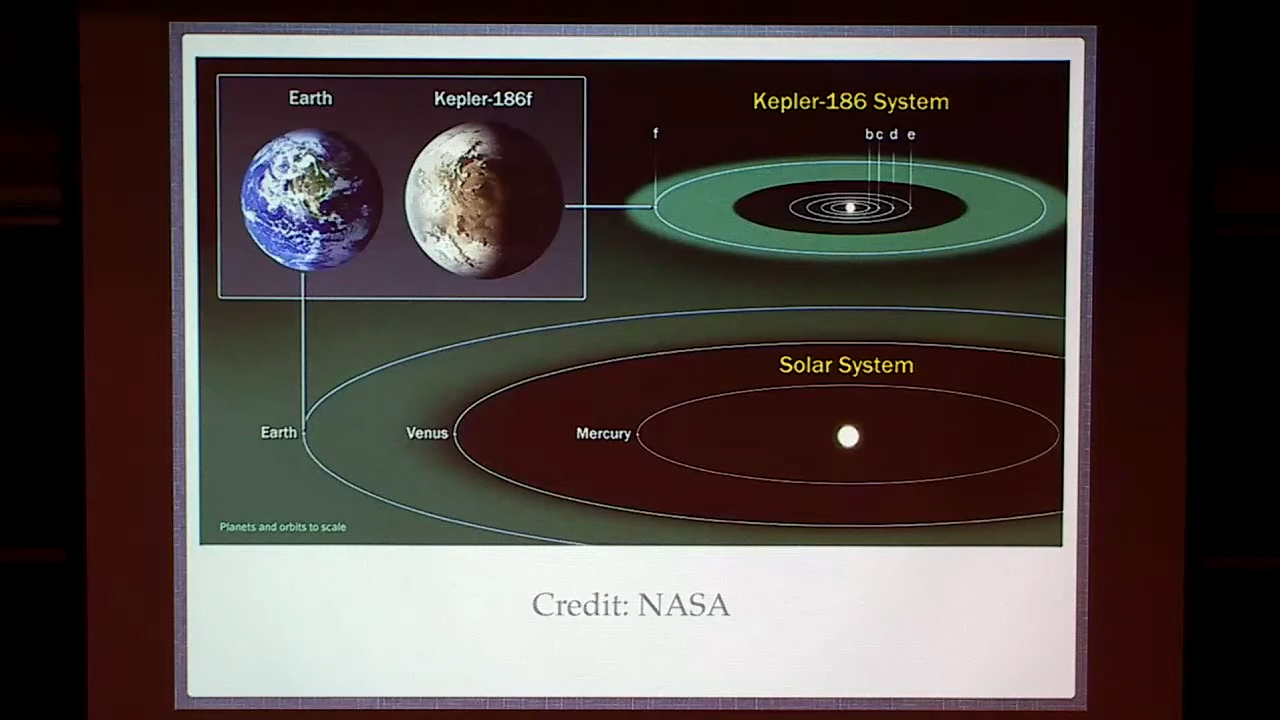 Earth
Kepler-186f
Kepler-186 System
f
b c d e
Solar System
Earth
Venus
Mercury
Planets and orbits to scale
Credit: NASA